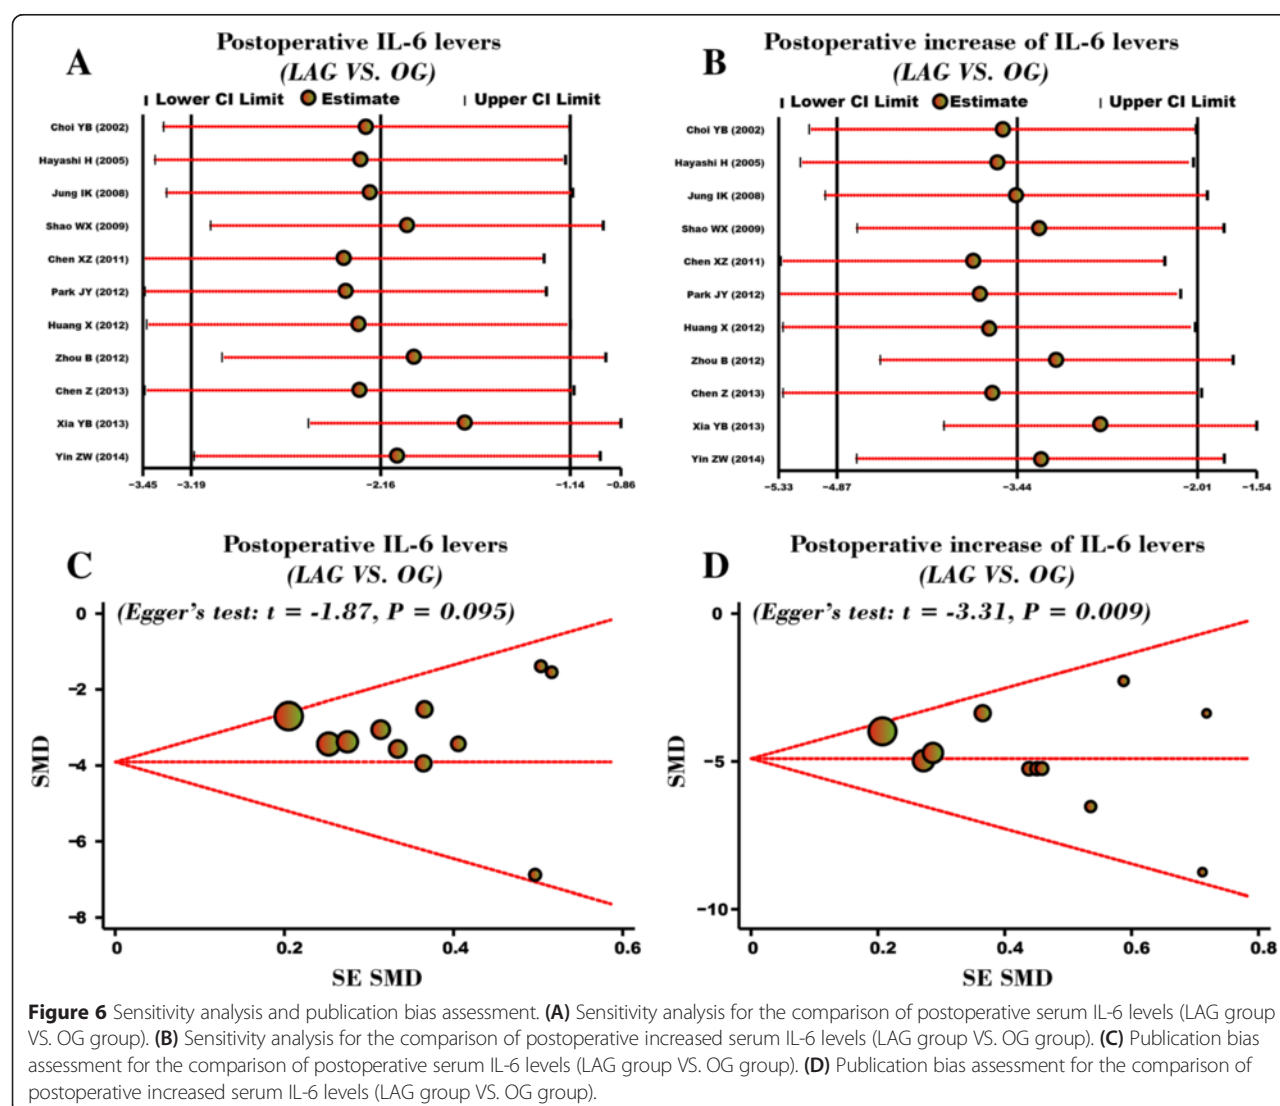 A
Postoperative IL-6 levers
(LAG VS. OG)
Lower CI Limit Estimate Upper CI Limit
Choi YB (2002)
Hayashi H (2005)
Jung IK (2008)
Shao WX (2009)
Chen XZ (2011)
Park JY (2012)
Huang X (2012)
Zhou B (2012)
Chen Z (2013)
Xia YB (2013)
Yin ZW (2014)
−3.45 −3.19 −2.16 −1.14 −0.86
B
Postoperative increase of IL-6 levers
(LAG VS. OG)
Lower CI Limit Estimate Upper CI Limit
Choi YB (2002)
Hayashi H (2005)
Jung IK (2008)
Shao WX (2009)
Chen XZ (2011)
Park JY (2012)
Huang X (2012)
Zhou B (2012)
Chen Z (2013)
Xia YB (2013)
Yin ZW (2014)
−5.33 −4.87 −3.44 −2.01 −1.54
C
Postoperative IL-6 levers
(LAG VS. OG)
(Egger's test: t = -1.87, P = 0.095)
0
−2
−4
−6
−8
SMD
0 0.2 0.4 0.6
SE SMD
D
Postoperative increase of IL-6 levers
(LAG VS. OG)
(Egger's test: t = -3.31, P = 0.009)
0
−5
−10
SMD
0 0.2 0.4 0.6 0.8
SE SMD
Figure 6 Sensitivity analysis and publication bias assessment. (A) Sensitivity analysis for the comparison of postoperative serum IL-6 levels (LAG group
VS. OG group). (B) Sensitivity analysis for the comparison of postoperative increased serum IL-6 levels (LAG group VS. OG group). (C) Publication bias
assessment for the comparison of postoperative serum IL-6 levels (LAG group VS. OG group). (D) Publication bias assessment for the comparison of
postoperative increased serum IL-6 levels (LAG group VS. OG group).